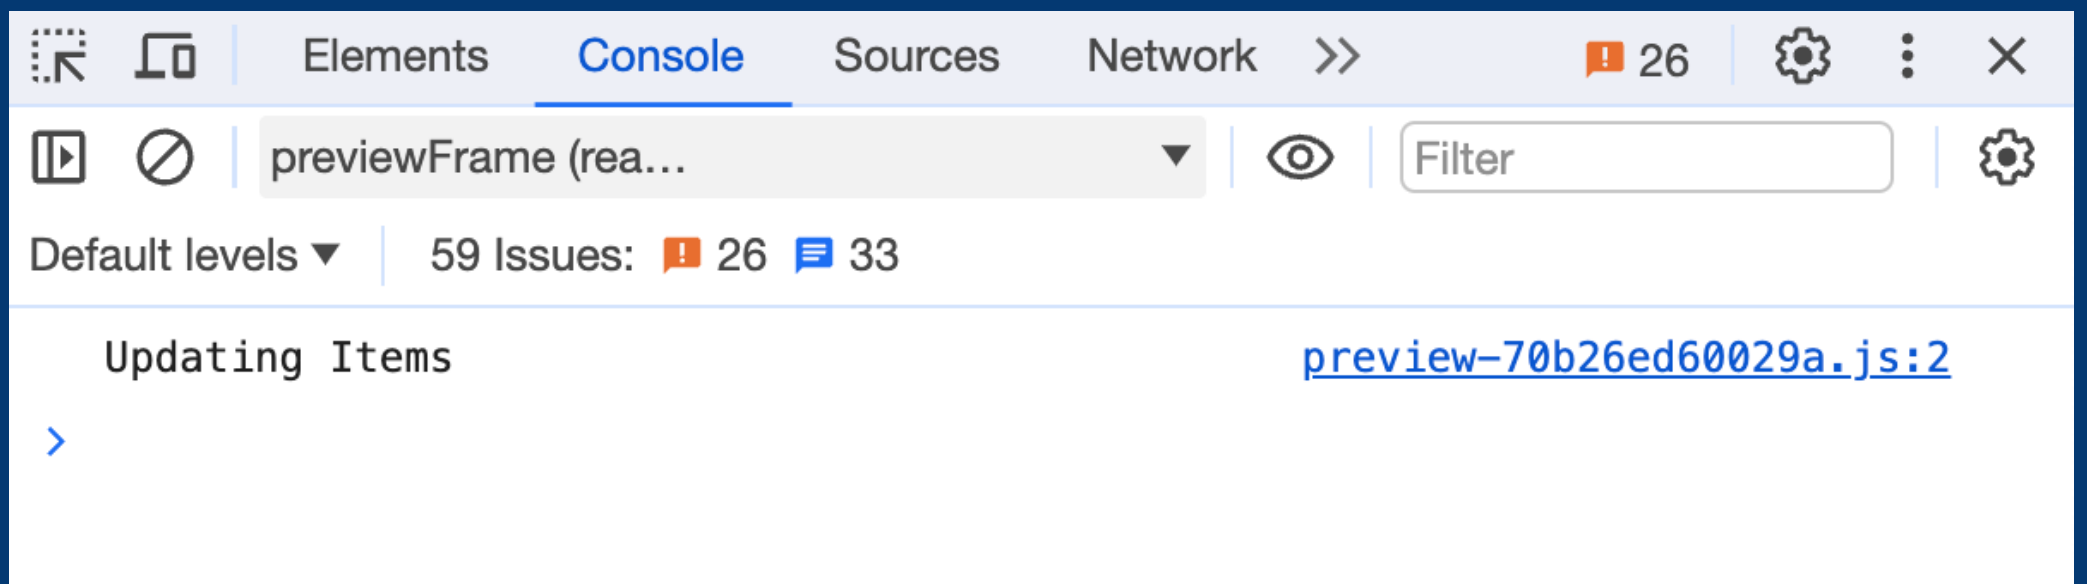 Elements Console Sources Network 26
previewFrame (rea... Filter
Default levels 59 Issues: 26 33
Updating Items preview-70b26ed60029a.js:2